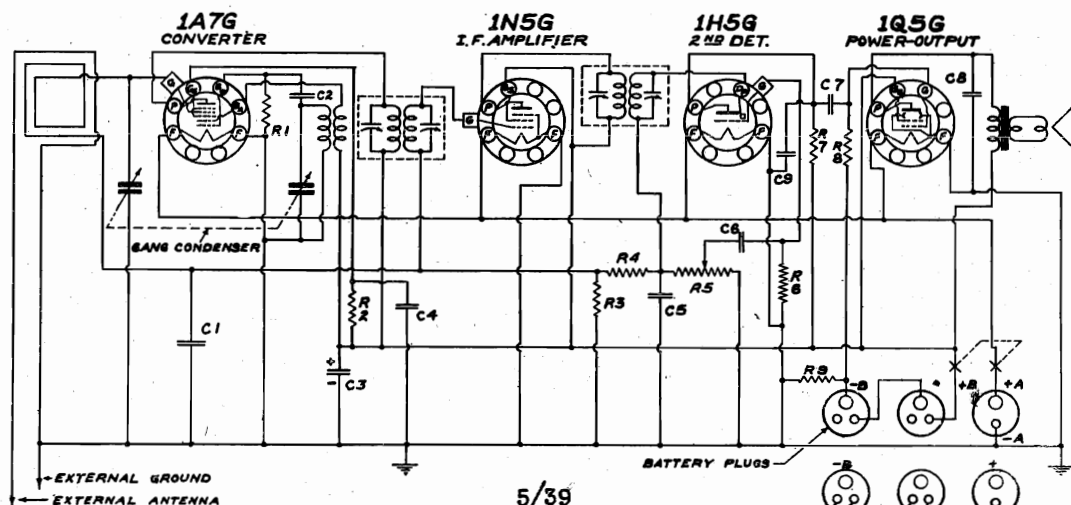 1A7G
CONVERTER
1N5G
I.F. AMPLIFIER
1H5G
2ND DET.
1Q5G
POWER-OUTPUT
G
P
F
F
R1
C2
G
P
F
F
G
P
F
F
C7
R7
R8
C9
G
P
F
F
C8
GANG CONDENSER
C1
R2
C4
C3
+
-
R4
R3
C5
R5
C6
R6
R9
-B
+B
+A
-A
BATTERY PLUGS
EXTERNAL GROUND
EXTERNAL ANTENNA
5/39
-B
+